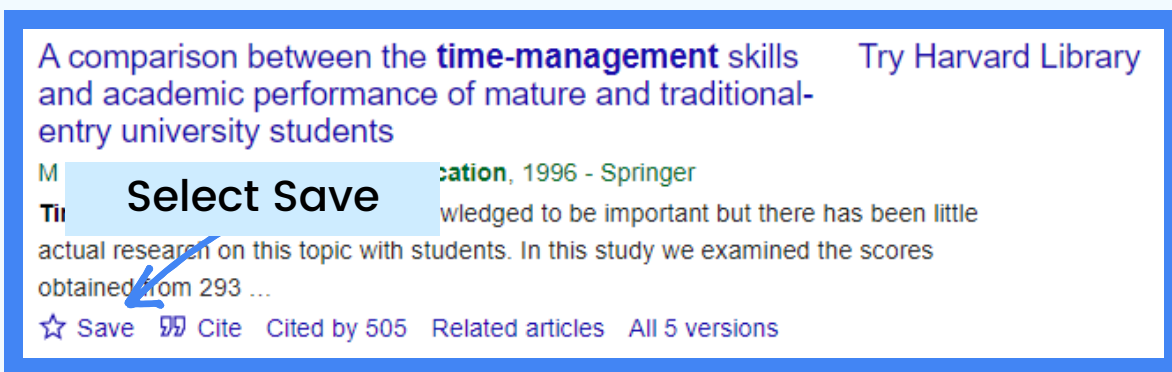 A comparison between the time-management skills
and academic performance of mature and traditional-
entry university students
Try Harvard Library
M
cation, 1996 - Springer
Select Save
wledged to be important but there has been little
actual research on this topic with students. In this study we examined the scores
obtained from 293 ...
Save Cite Cited by 505 Related articles All 5 versions